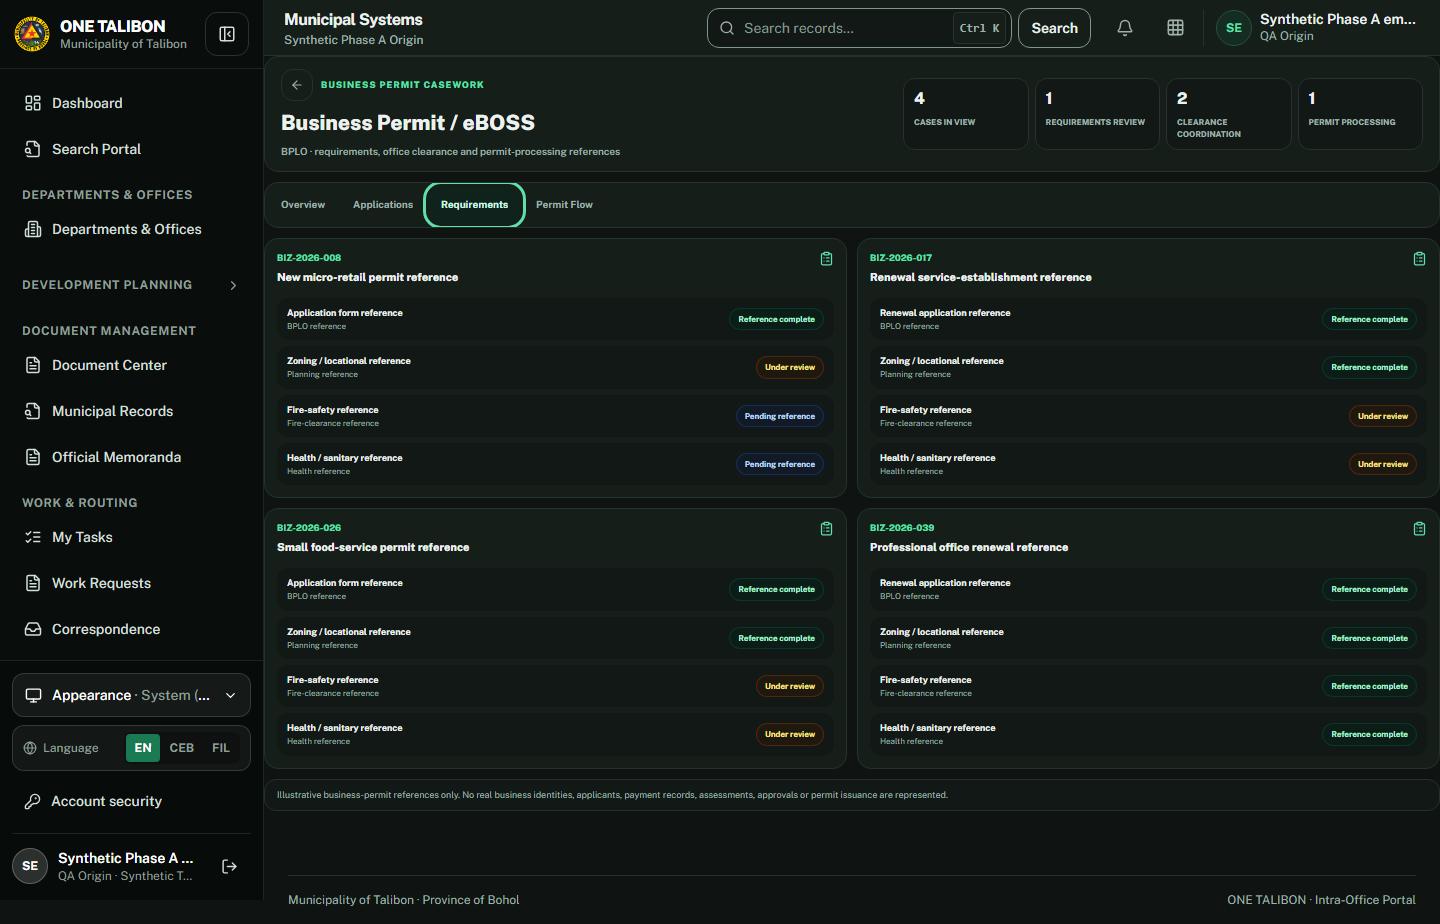 ONE TALIBON
Municipality of Talibon
Dashboard
Search Portal
DEPARTMENTS & OFFICES
Departments & Offices
DEVELOPMENT PLANNING
DOCUMENT MANAGEMENT
Document Center
Municipal Records
Official Memoranda
WORK & ROUTING
My Tasks
Work Requests
Correspondence
Appearance · System (...
Language
EN
CEB
FIL
Account security
SE
Synthetic Phase A ...
QA Origin · Synthetic T...
Municipal Systems
Synthetic Phase A Origin
Search records...
Ctrl K
Search
SE
Synthetic Phase A em...
QA Origin
BUSINESS PERMIT CASEWORK
Business Permit / eBOSS
BPLO · requirements, office clearance and permit-processing references
4
CASES IN VIEW
1
REQUIREMENTS REVIEW
2
CLEARANCE
COORDINATION
1
PERMIT PROCESSING
Overview
Applications
Requirements
Permit Flow
BIZ-2026-008
New micro-retail permit reference
Application form reference
BPLO reference
Reference complete
Zoning / locational reference
Planning reference
Under review
Fire-safety reference
Fire-clearance reference
Pending reference
Health / sanitary reference
Health reference
Pending reference
BIZ-2026-017
Renewal service-establishment reference
Renewal application reference
BPLO reference
Reference complete
Zoning / locational reference
Planning reference
Reference complete
Fire-safety reference
Fire-clearance reference
Under review
Health / sanitary reference
Health reference
Under review
BIZ-2026-026
Small food-service permit reference
Application form reference
BPLO reference
Reference complete
Zoning / locational reference
Planning reference
Reference complete
Fire-safety reference
Fire-clearance reference
Under review
Health / sanitary reference
Health reference
Under review
BIZ-2026-039
Professional office renewal reference
Renewal application reference
BPLO reference
Reference complete
Zoning / locational reference
Planning reference
Reference complete
Fire-safety reference
Fire-clearance reference
Reference complete
Health / sanitary reference
Health reference
Reference complete
Illustrative business-permit references only. No real business identities, applicants, payment records, assessments, approvals or permit issuance are represented.
Municipality of Talibon · Province of Bohol
ONE TALIBON · Intra-Office Portal